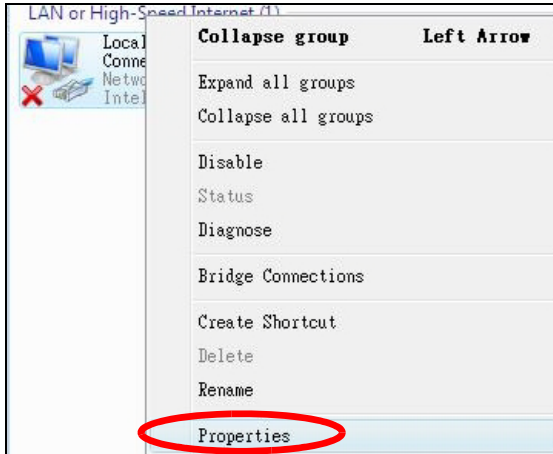 LAN or High-Speed Internet (1)
Local
Conne
Netwo
Intel
Collapse group Left Arrow
Expand all groups
Collapse all groups
Disable
Status
Diagnose
Bridge Connections
Create Shortcut
Delete
Rename
Properties